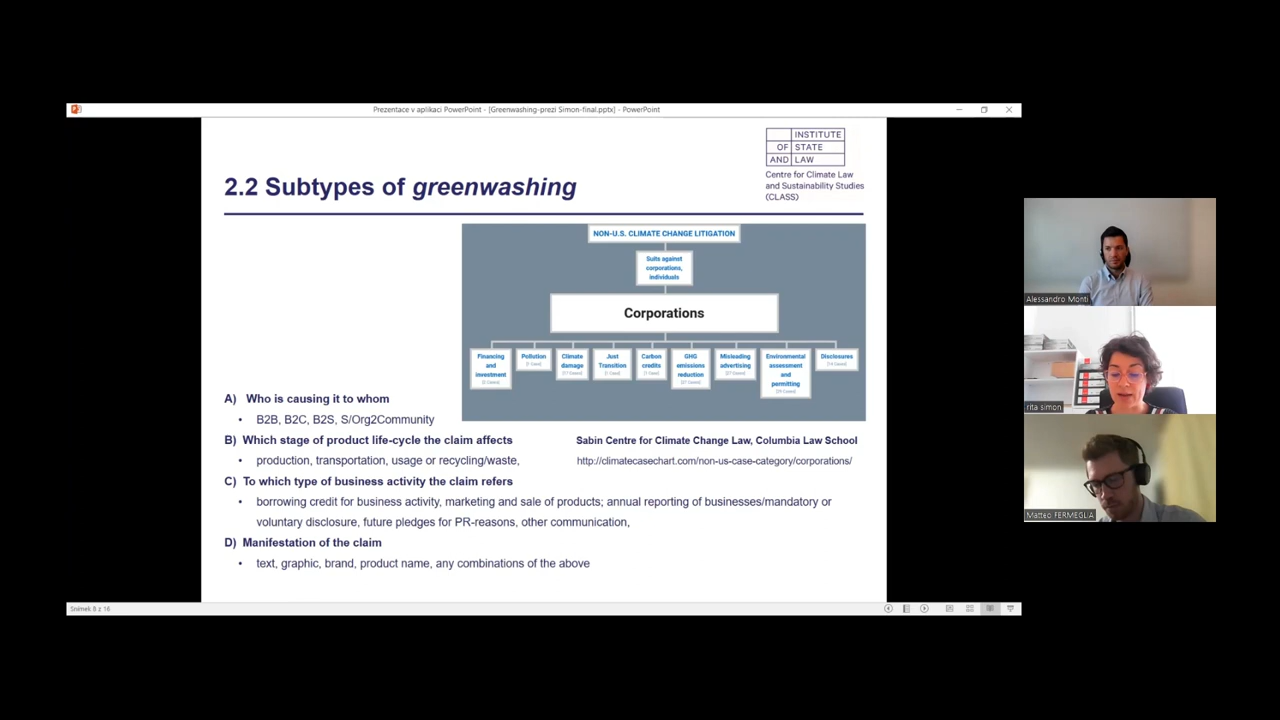 Prezentace v aplikaci PowerPoint - [Greenwashing-prezi Simon-final.pptx] - PowerPoint
INSTITUTE
OF STATE
AND LAW
Centre for Climate Law
and Sustainability Studies
(CLASS)
2.2 Subtypes of greenwashing
NON-U.S. CLIMATE CHANGE LITIGATION
Suits against
corporations,
individuals
Corporations
Financing
and
investment
Pollution
Climate
damage
Just
Transition
Carbon
credits
GHG
emissions
reduction
Misleading
advertising
Environmental
assessment
and
permitting
Disclosures
A) Who is causing it to whom
• B2B, B2C, B2S, S/Org2Community
B) Which stage of product life-cycle the claim affects
• production, transportation, usage or recycling/waste,
Sabin Centre for Climate Change Law, Columbia Law School
http://climatecasechart.com/non-us-case-category/corporations/
C) To which type of business activity the claim refers
• borrowing credit for business activity, marketing and sale of products; annual reporting of businesses/mandatory or
voluntary disclosure, future pledges for PR-reasons, other communication,
D) Manifestation of the claim
• text, graphic, brand, product name, any combinations of the above
Snímek 8 z 16
Alessandro Monti
rita simon
Matteo FERMEGLIA